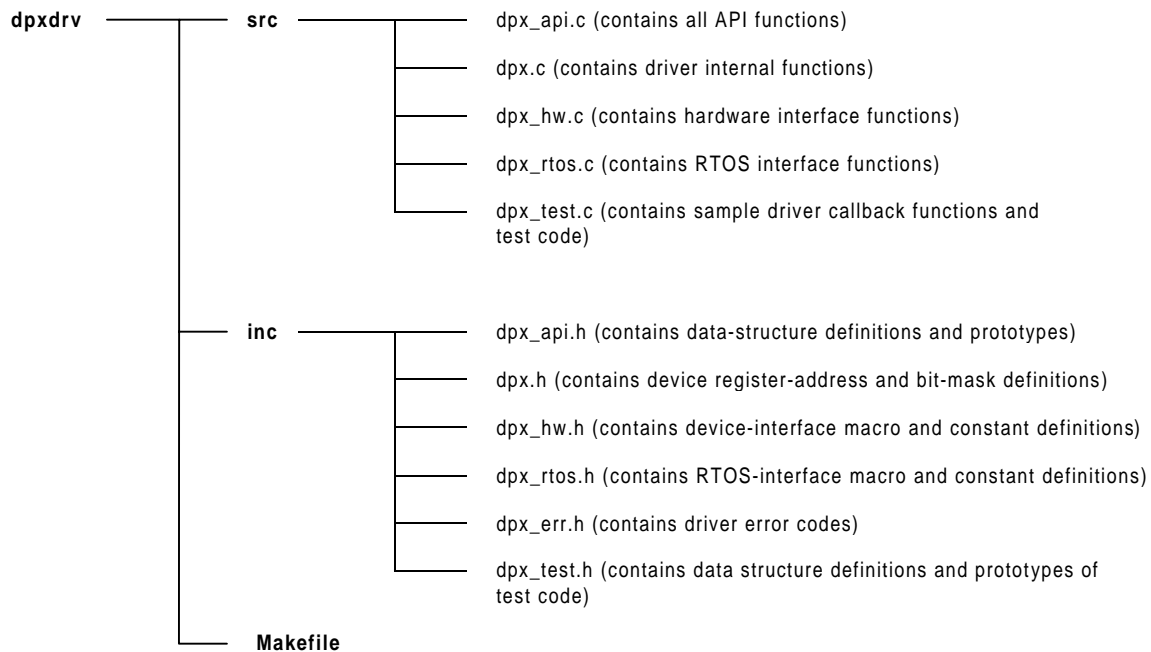 dpxdrv
src
dpx_api.c (contains all API functions)
dpx.c (contains driver internal functions)
dpx_hw.c (contains hardware interface functions)
dpx_rtos.c (contains RTOS interface functions)
dpx_test.c (contains sample driver callback functions and
test code)
inc
dpx_api.h (contains data-structure definitions and prototypes)
dpx.h (contains device register-address and bit-mask definitions)
dpx_hw.h (contains device-interface macro and constant definitions)
dpx_rtos.h (contains RTOS-interface macro and constant definitions)
dpx_err.h (contains driver error codes)
dpx_test.h (contains data structure definitions and prototypes of
test code)
Makefile